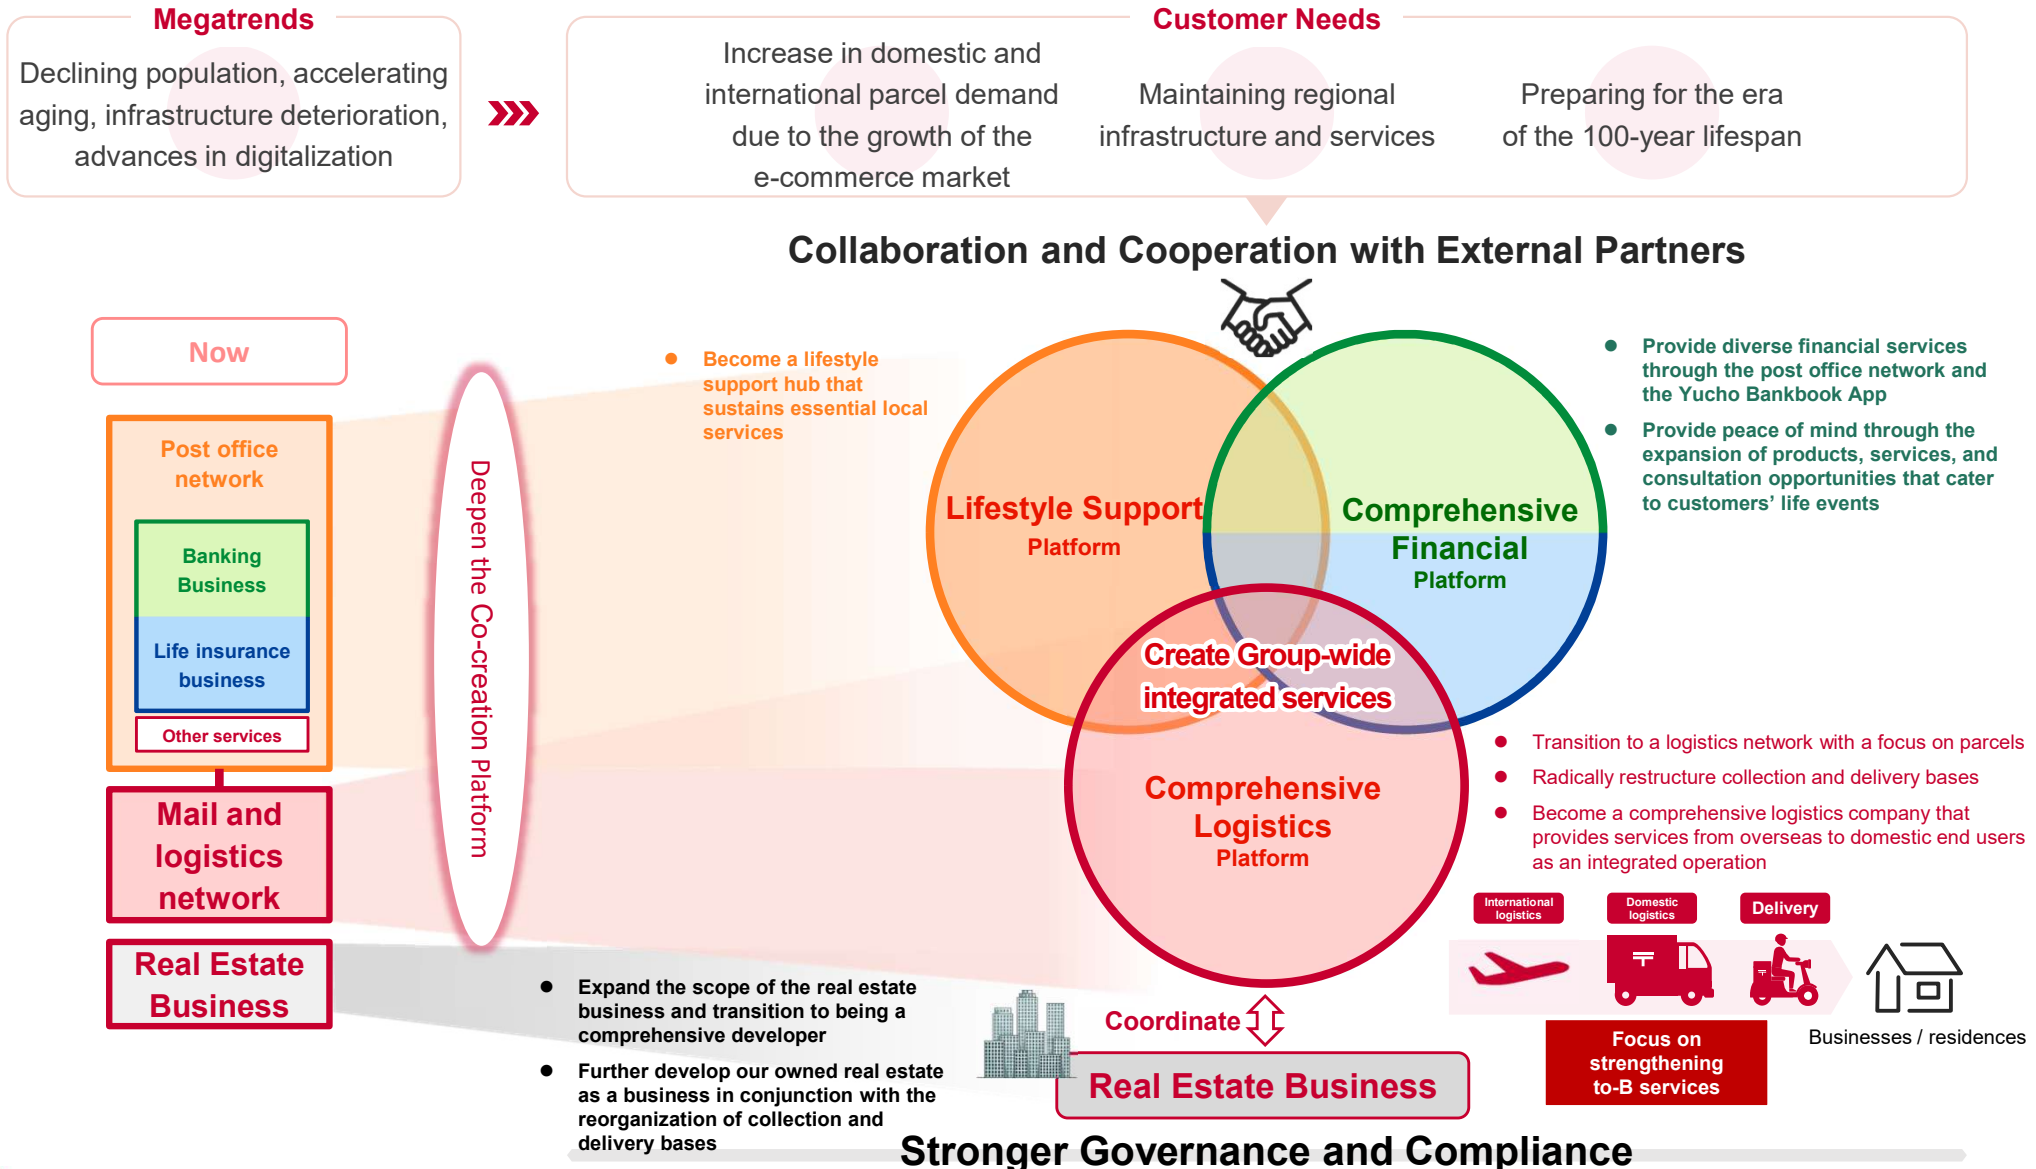 Megatrends
Declining population, accelerating
aging, infrastructure deterioration,
advances in digitalization
Customer Needs
Increase in domestic and
international parcel demand
due to the growth of the
e-commerce market
Maintaining regional
infrastructure and services
Preparing for the era
of the 100-year lifespan
Collaboration and Cooperation with External Partners
Now
Post office
network
Banking
Business
Life insurance
business
Other services
Mail and
logistics
network
Real Estate
Business
Deepen the Co-creation Platform
● Become a lifestyle
support hub that
sustains essential local
services
Lifestyle Support
Platform
Comprehensive
Financial
Platform
Create Group-wide
integrated services
Comprehensive
Logistics
Platform
● Provide diverse financial services
through the post office network and
the Yucho Bankbook App
● Provide peace of mind through the
expansion of products, services, and
consultation opportunities that cater
to customers’ life events
● Transition to a logistics network with a focus on parcels
● Radically restructure collection and delivery bases
● Become a comprehensive logistics company that
provides services from overseas to domestic end users
as an integrated operation
International
logistics
Domestic
logistics
Delivery
〒
〒
Businesses / residences
Focus on
strengthening
to-B services
● Expand the scope of the real estate
business and transition to being a
comprehensive developer
● Further develop our owned real estate
as a business in conjunction with the
reorganization of collection and
delivery bases
Coordinate
Real Estate Business
Stronger Governance and Compliance